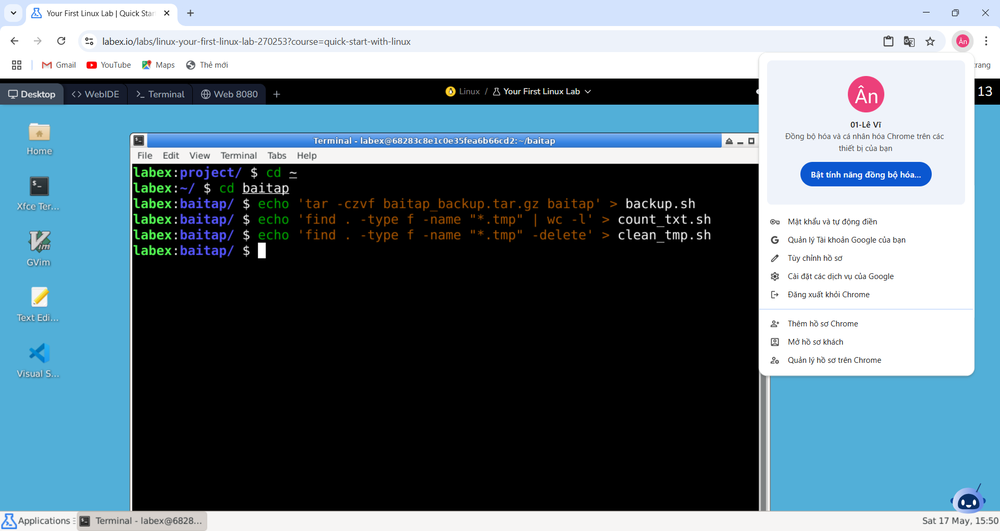 Your First Linux Lab | Quick Star
labex.io/labs/linux-your-first-linux-lab-270253?course=quick-start-with-linux
Ân
Gmail
YouTube
Maps
Thẻ mới
trang
Desktop
WebIDE
Terminal
Web 8080
Linux / Your First Linux Lab
13
Ân
01-Lê Vĩ
Đồng bộ hóa và cá nhân hóa Chrome trên các
thiết bị của bạn
Bật tính năng đồng bộ hóa...
Mật khẩu và tự động điền
Quản lý Tài khoản Google của bạn
Tùy chỉnh hồ sơ
Cài đặt các dịch vụ của Google
Đăng xuất khỏi Chrome
Thêm hồ sơ Chrome
Mở hồ sơ khách
Quản lý hồ sơ trên Chrome
Home
Xfce Ter...
GVim
Text Edi...
Visual S...
Terminal - labex@68283c8e1c0e35fea6b66cd2:~/baitap
File Edit View Terminal Tabs Help
labex:project/ $ cd ~
labex:~/ $ cd baitap
labex:baitap/ $ echo 'tar -czvf baitap_backup.tar.gz baitap' > backup.sh
labex:baitap/ $ echo 'find . -type f -name "*.tmp" | wc -l' > count_txt.sh
labex:baitap/ $ echo 'find . -type f -name "*.tmp" -delete' > clean_tmp.sh
labex:baitap/ $
Applications
Terminal - labex@6828...
Sat 17 May, 15:50